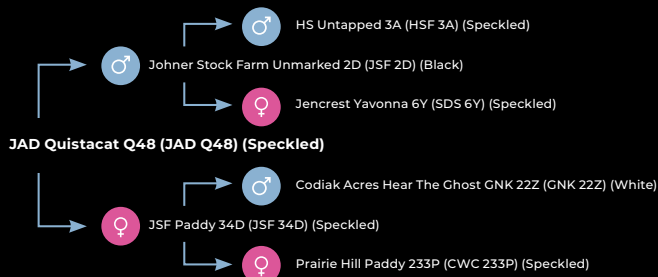 HS Untapped 3A (HSF 3A) (Speckled)
Johner Stock Farm Unmarked 2D (JSF 2D) (Black)
Jencrest Yavonna 6Y (SDS 6Y) (Speckled)
JAD Quistacat Q48 (JAD Q48) (Speckled)
Codiak Acres Hear The Ghost GNK 22Z (GNK 22Z) (White)
JSF Paddy 34D (JSF 34D) (Speckled)
Prairie Hill Paddy 233P (CWC 233P) (Speckled)